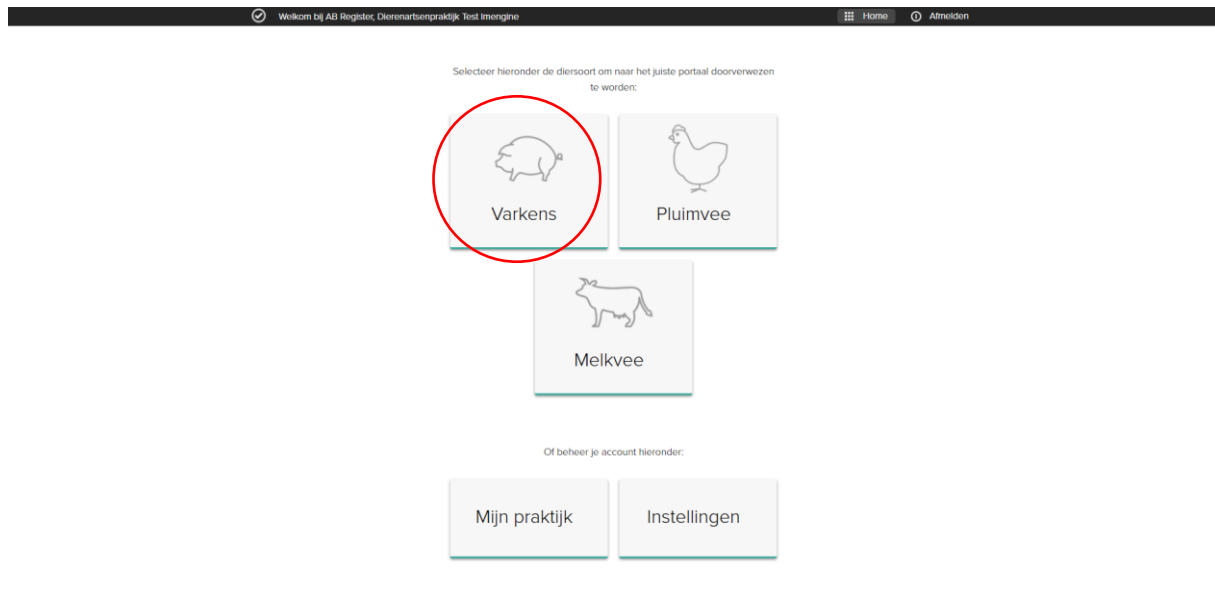 Welkom bij AB Register, Dierenartsenpraktijk Test Imengine
Home
Afmelden
Selecteer hieronder de diersoort om naar het juiste portaal doorverwezen
te worden:
Varkens
Pluimvee
Melkvee
Of beheer je account hieronder:
Mijn praktijk
Instellingen